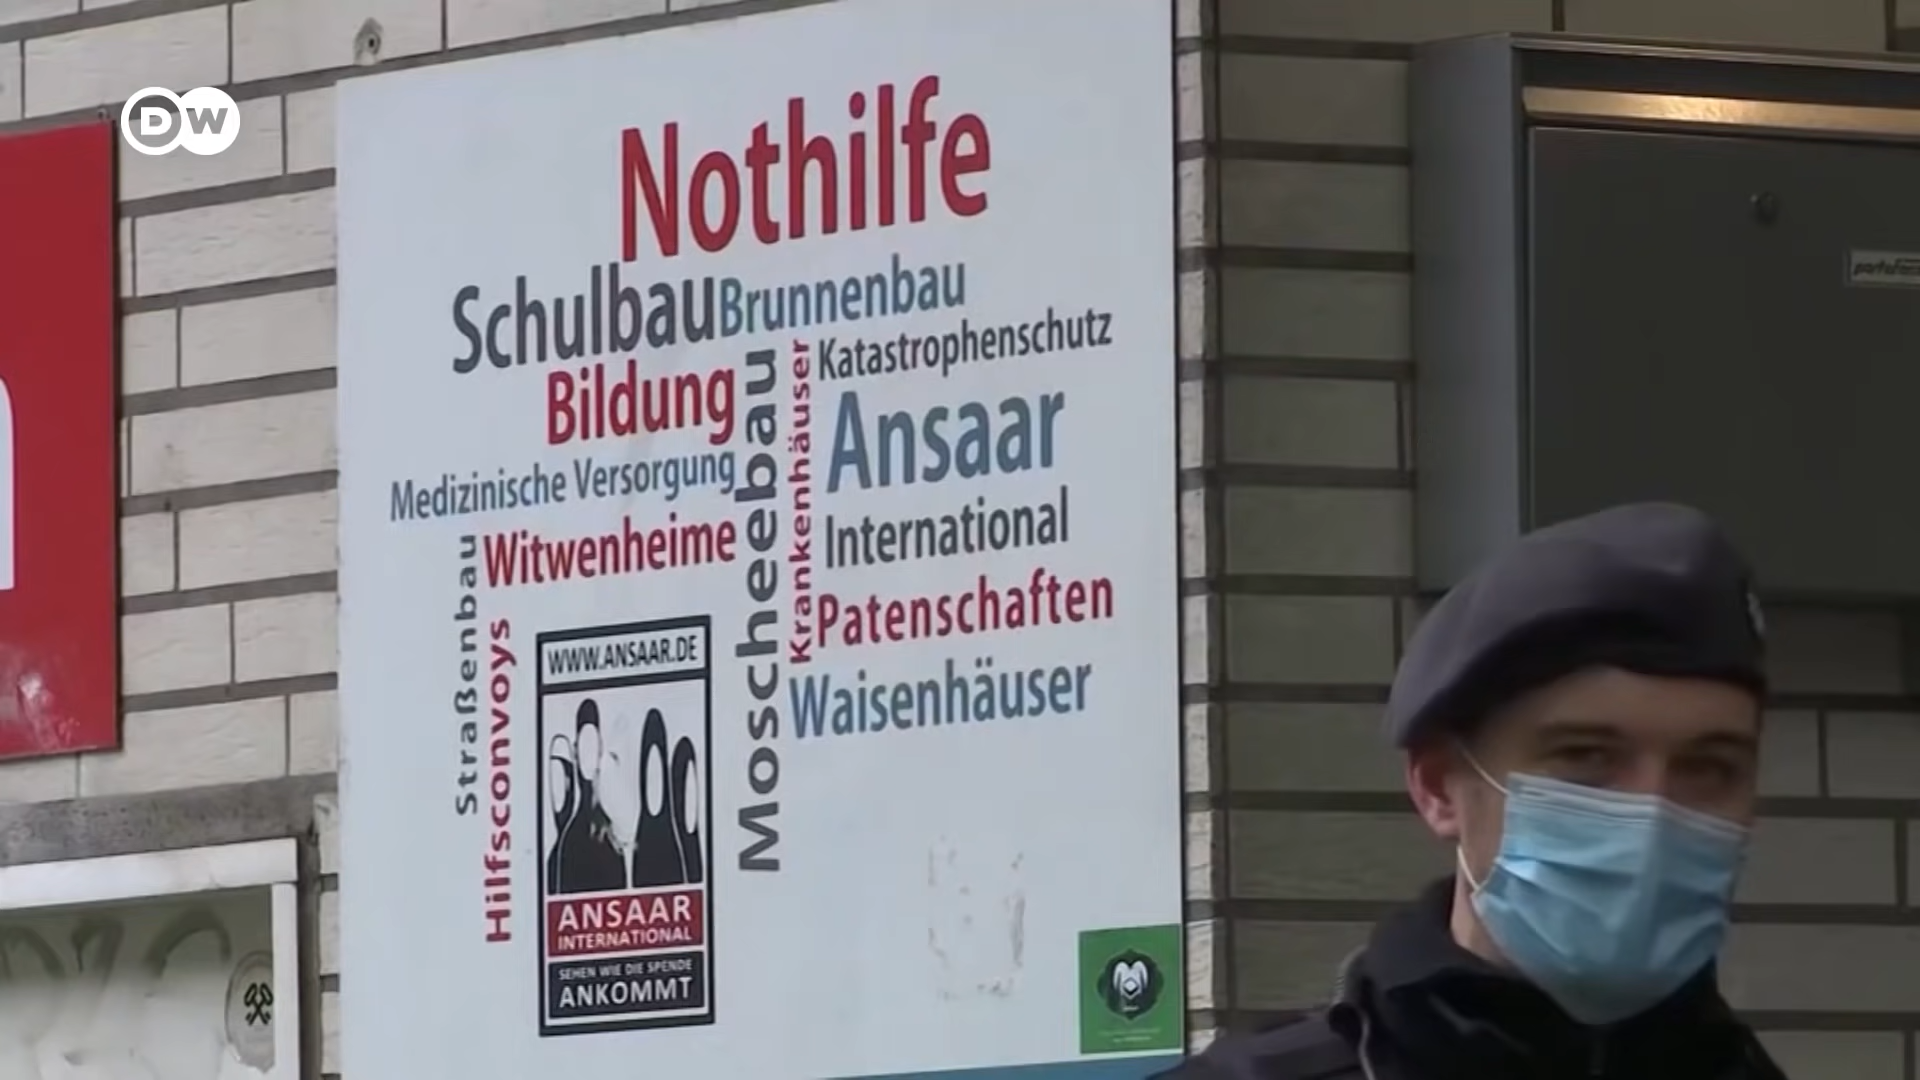 DW
Nothilfe
Schulbau Brunnenbau
Katastrophenschutz
Bildung
Moscheebau
Krankenhäuser
Ansaar
Medizinische Versorgung
International
Witwenheime
Straßenbau
Hilfsconvoys
Patenschaften
Waisenhäuser
WWW.ANSAAR.DE
ANSAAR
INTERNATIONAL
SEHEN WIE DIE SPENDE
ANKOMMT